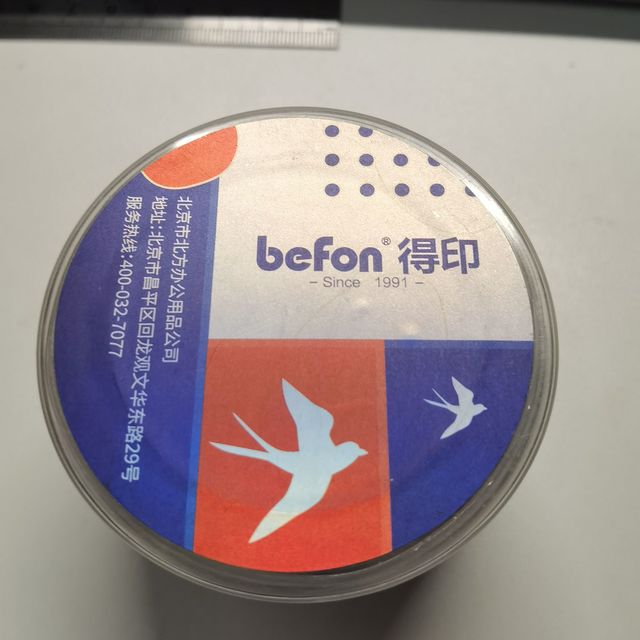 befon® 得印
– Since 1991 –
北京市北方办公用品公司
地址:北京市昌平区回龙观文华东路29号
服务热线:400-032-7077